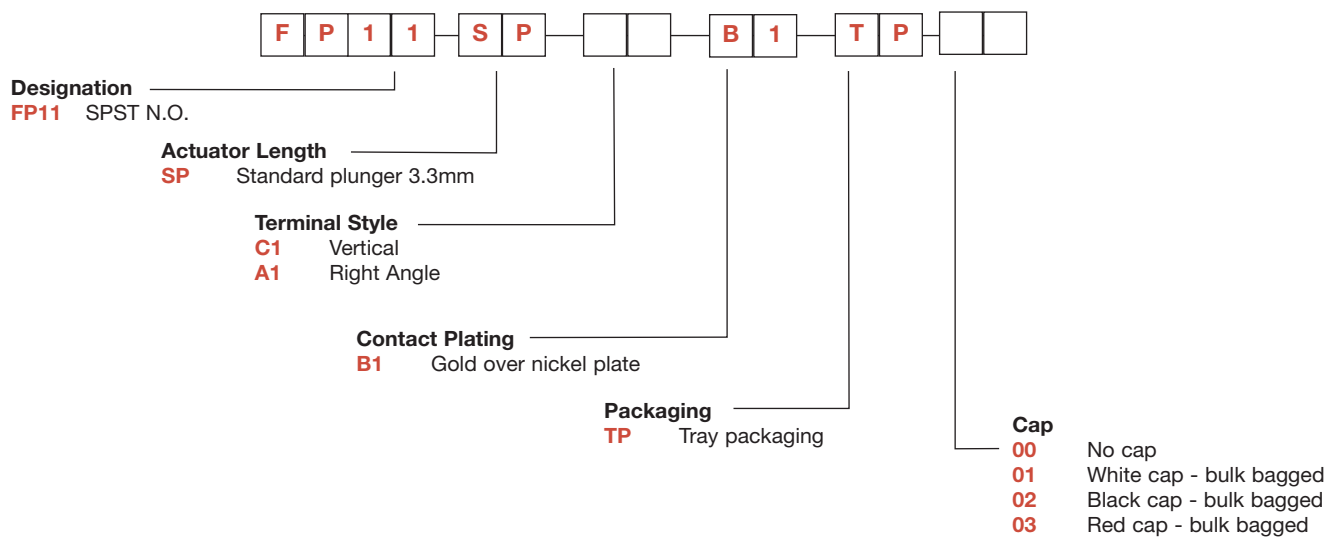 F P 1 1 S P B 1 T P
Designation
FP11 SPST N.O.
Actuator Length
SP Standard plunger 3.3mm
Terminal Style
C1 Vertical
A1 Right Angle
Contact Plating
B1 Gold over nickel plate
Packaging
TP Tray packaging
Cap
00 No cap
01 White cap - bulk bagged
02 Black cap - bulk bagged
03 Red cap - bulk bagged